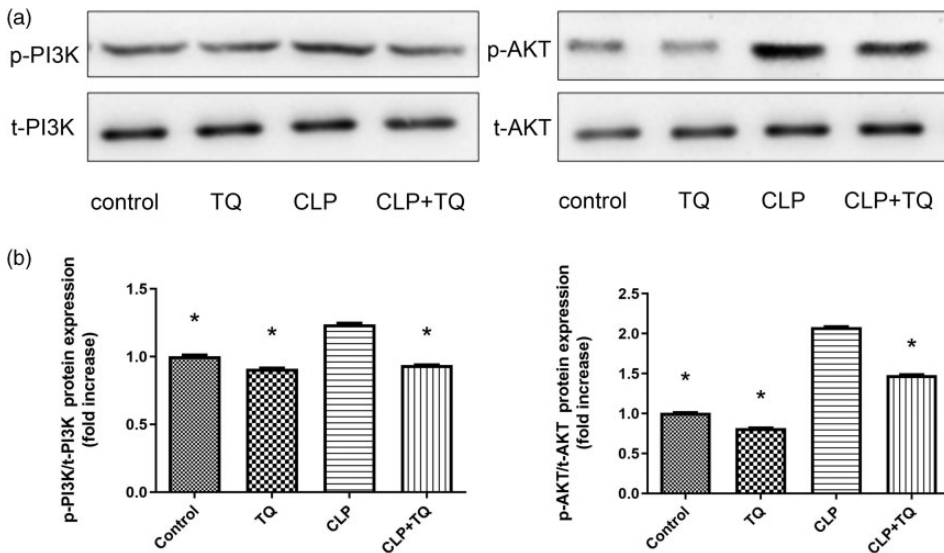 (a)
p-PI3K
t-PI3K
control TQ CLP CLP+TQ
p-AKT
t-AKT
control TQ CLP CLP+TQ
(b)
p-PI3K/t-PI3K protein expression
(fold increase)
1.5
1.0
0.5
0.0
* * *
Control TQ CLP CLP+TQ
p-AKT/t-AKT protein expression
(fold increase)
2.5
2.0
1.5
1.0
0.5
0.0
* * *
Control TQ CLP CLP+TQ